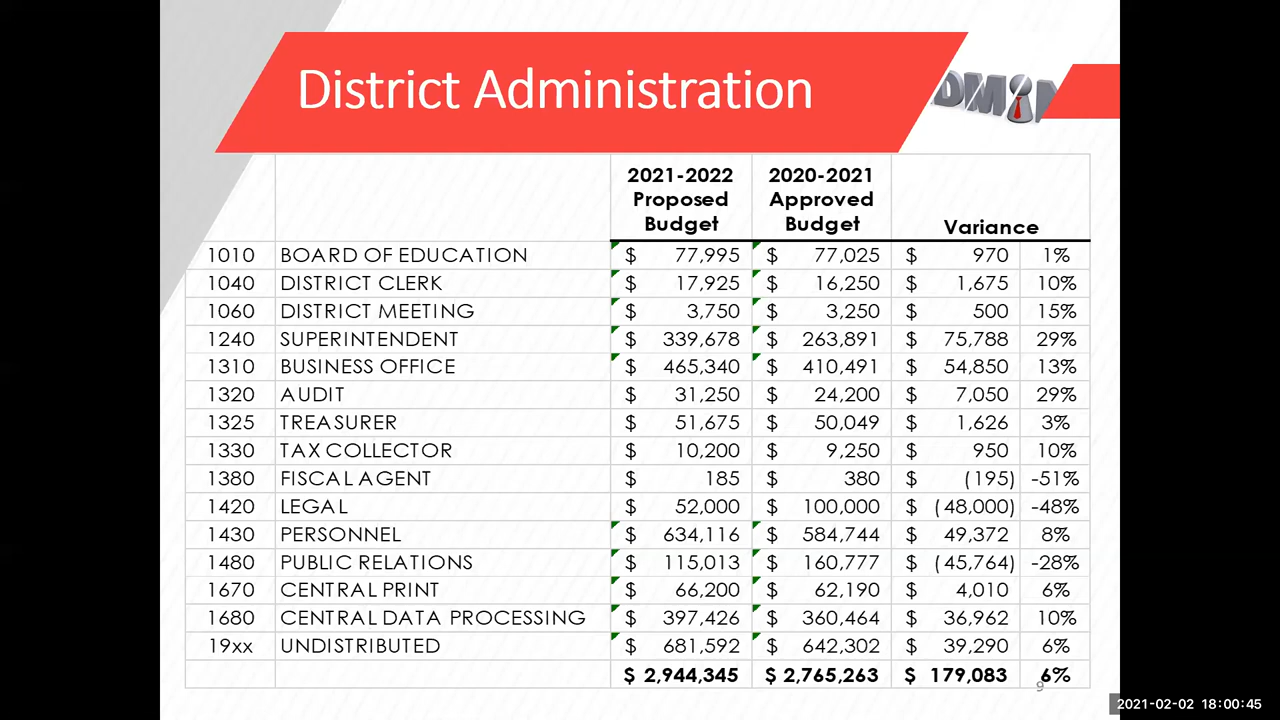 District Administration
DMIN
2021-2022 Proposed Budget 2020-2021 Approved Budget Variance
1010 BOARD OF EDUCATION $ 77,995 $ 77,025 $ 970 1%
1040 DISTRICT CLERK $ 17,925 $ 16,250 $ 1,675 10%
1060 DISTRICT MEETING $ 3,750 $ 3,250 $ 500 15%
1240 SUPERINTENDENT $ 339,678 $ 263,891 $ 75,788 29%
1310 BUSINESS OFFICE $ 465,340 $ 410,491 $ 54,850 13%
1320 AUDIT $ 31,250 $ 24,200 $ 7,050 29%
1325 TREASURER $ 51,675 $ 50,049 $ 1,626 3%
1330 TAX COLLECTOR $ 10,200 $ 9,250 $ 950 10%
1380 FISCAL AGENT $ 185 $ 380 $ (195) -51%
1420 LEGAL $ 52,000 $ 100,000 $ (48,000) -48%
1430 PERSONNEL $ 634,116 $ 584,744 $ 49,372 8%
1480 PUBLIC RELATIONS $ 115,013 $ 160,777 $ (45,764) -28%
1670 CENTRAL PRINT $ 66,200 $ 62,190 $ 4,010 6%
1680 CENTRAL DATA PROCESSING $ 397,426 $ 360,464 $ 36,962 10%
19xx UNDISTRIBUTED $ 681,592 $ 642,302 $ 39,290 6%
$ 2,944,345 $ 2,765,263 $ 179,083 6%
9
2021-02-02 18:00:45